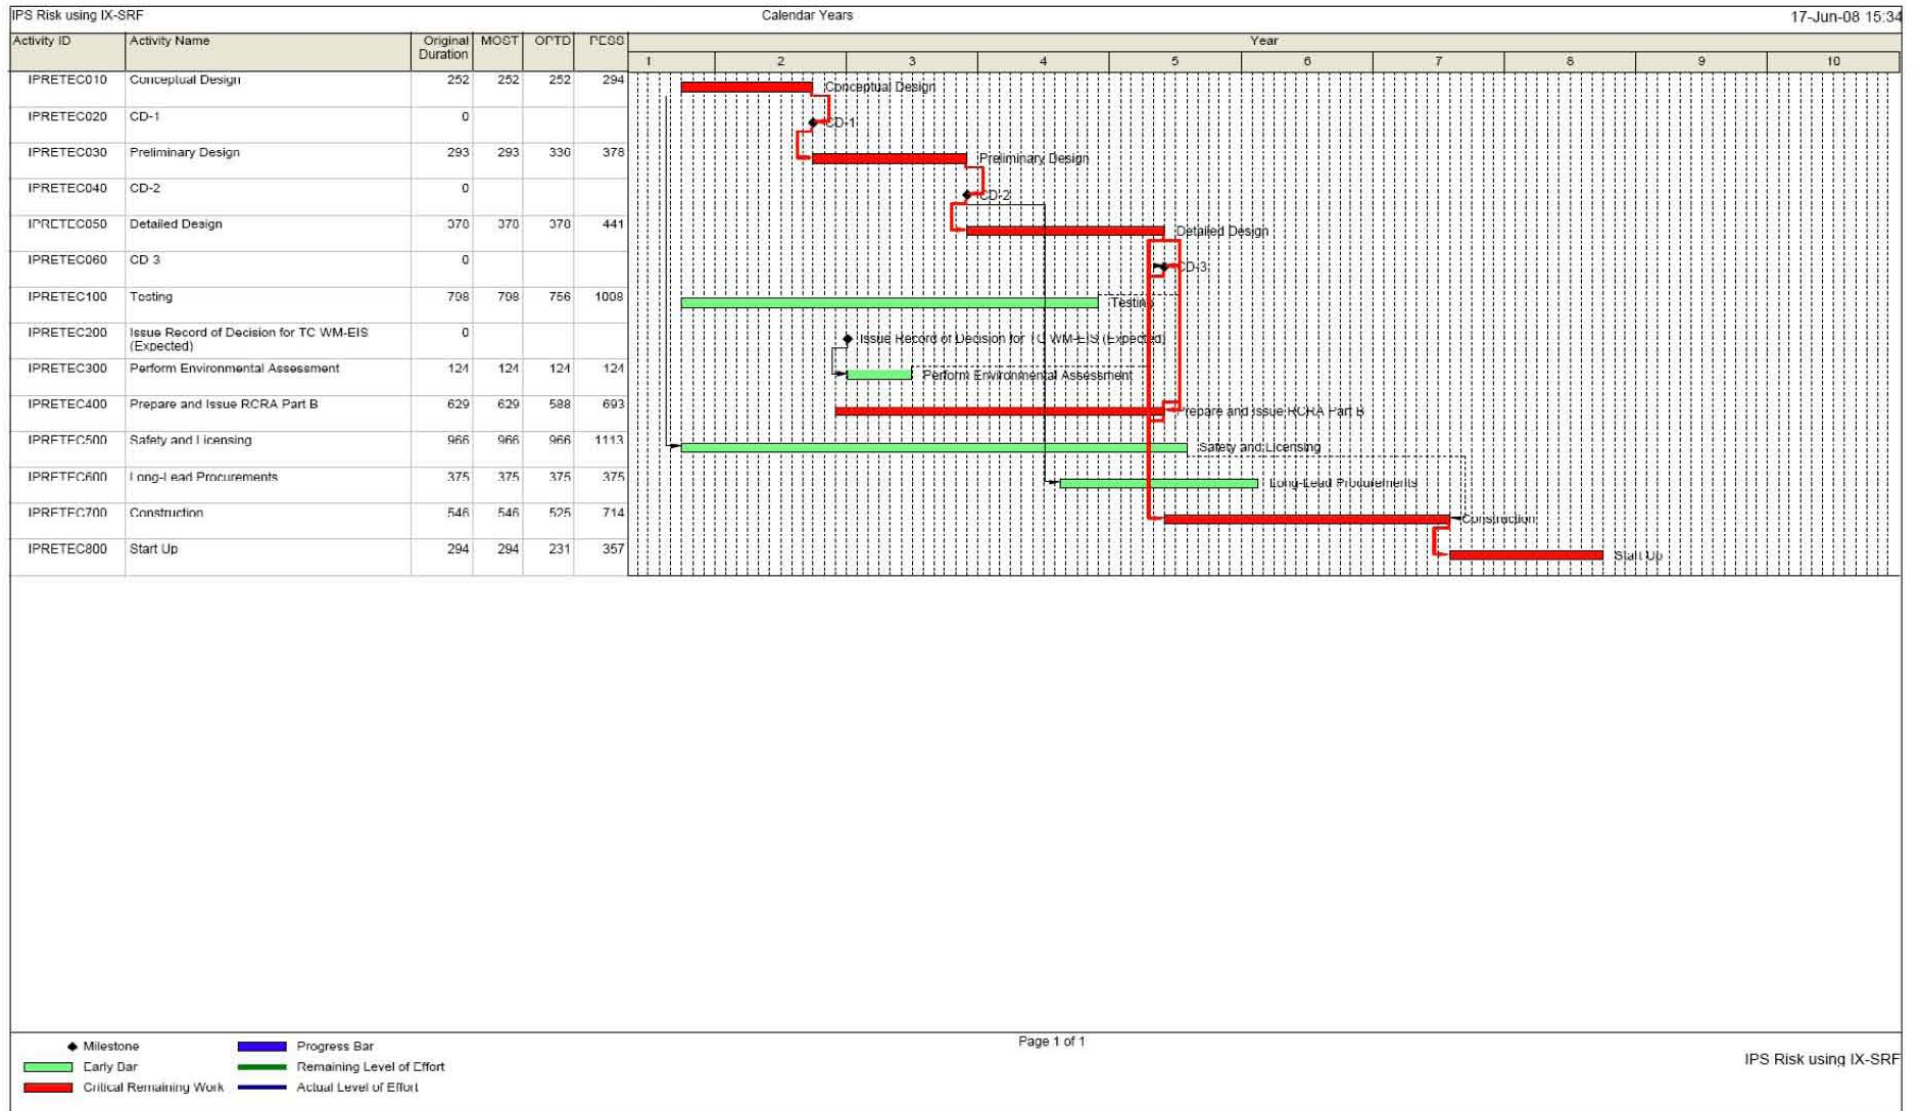 IPS Risk using IX-SRF Calendar Years 17-Jun-08 15:34
Activity ID Activity Name Original Duration MOST OPTD PESS Year
1 2 3 4 5 6 7 8 9 10
IPRETEC010 Conceptual Design 252 252 252 294 Conceptual Design
IPRETEC020 CD-1 0 CD-1
IPRETEC030 Preliminary Design 293 293 336 378 Preliminary Design
IPRETEC040 CD-2 0 CD-2
IPRETEC050 Detailed Design 370 370 370 441 Detailed Design
IPRETEC060 CD 3 0 CD-3
IPRETEC100 Testing 798 798 756 1008 Testing
IPRETEC200 Issue Record of Decision for TC WM-EIS (Expected) 0 Issue Record of Decision for TC WM-EIS (Expected)
IPRETEC300 Perform Environmental Assessment 124 124 124 124 Perform Environmental Assessment
IPRETEC400 Prepare and Issue RCRA Part B 629 629 588 693 Prepare and Issue RCRA Part B
IPRETEC500 Safety and Licensing 966 966 966 1113 Safety and Licensing
IPRETEC600 Long-Lead Procurements 375 375 375 375 Long-Lead Procurements
IPRETEC700 Construction 546 546 525 714 Construction
IPRETEC800 Start Up 294 294 231 357 Start Up
Milestone Progress Bar Page 1 of 1
Early Bar Remaining Level of Effort IPS Risk using IX-SRF
Critical Remaining Work Actual Level of Effort